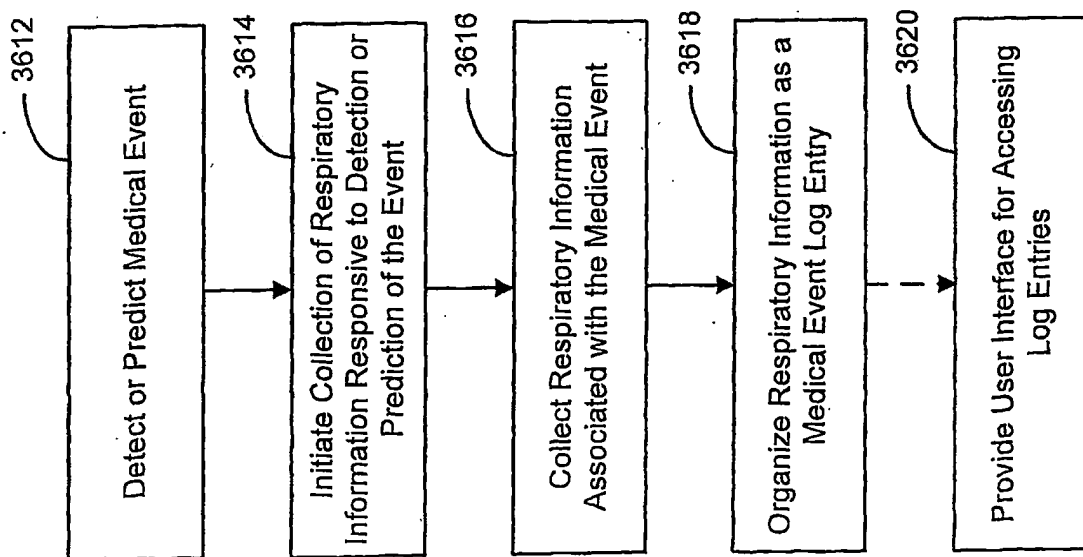 3612
Detect or Predict Medical Event
3614
Initiate Collection of Respiratory
Information Responsive to Detection or
Prediction of the Event
3616
Collect Respiratory Information
Associated with the Medical Event
3618
Organize Respiratory Information as a
Medical Event Log Entry
3620
Provide User Interface for Accessing
Log Entries